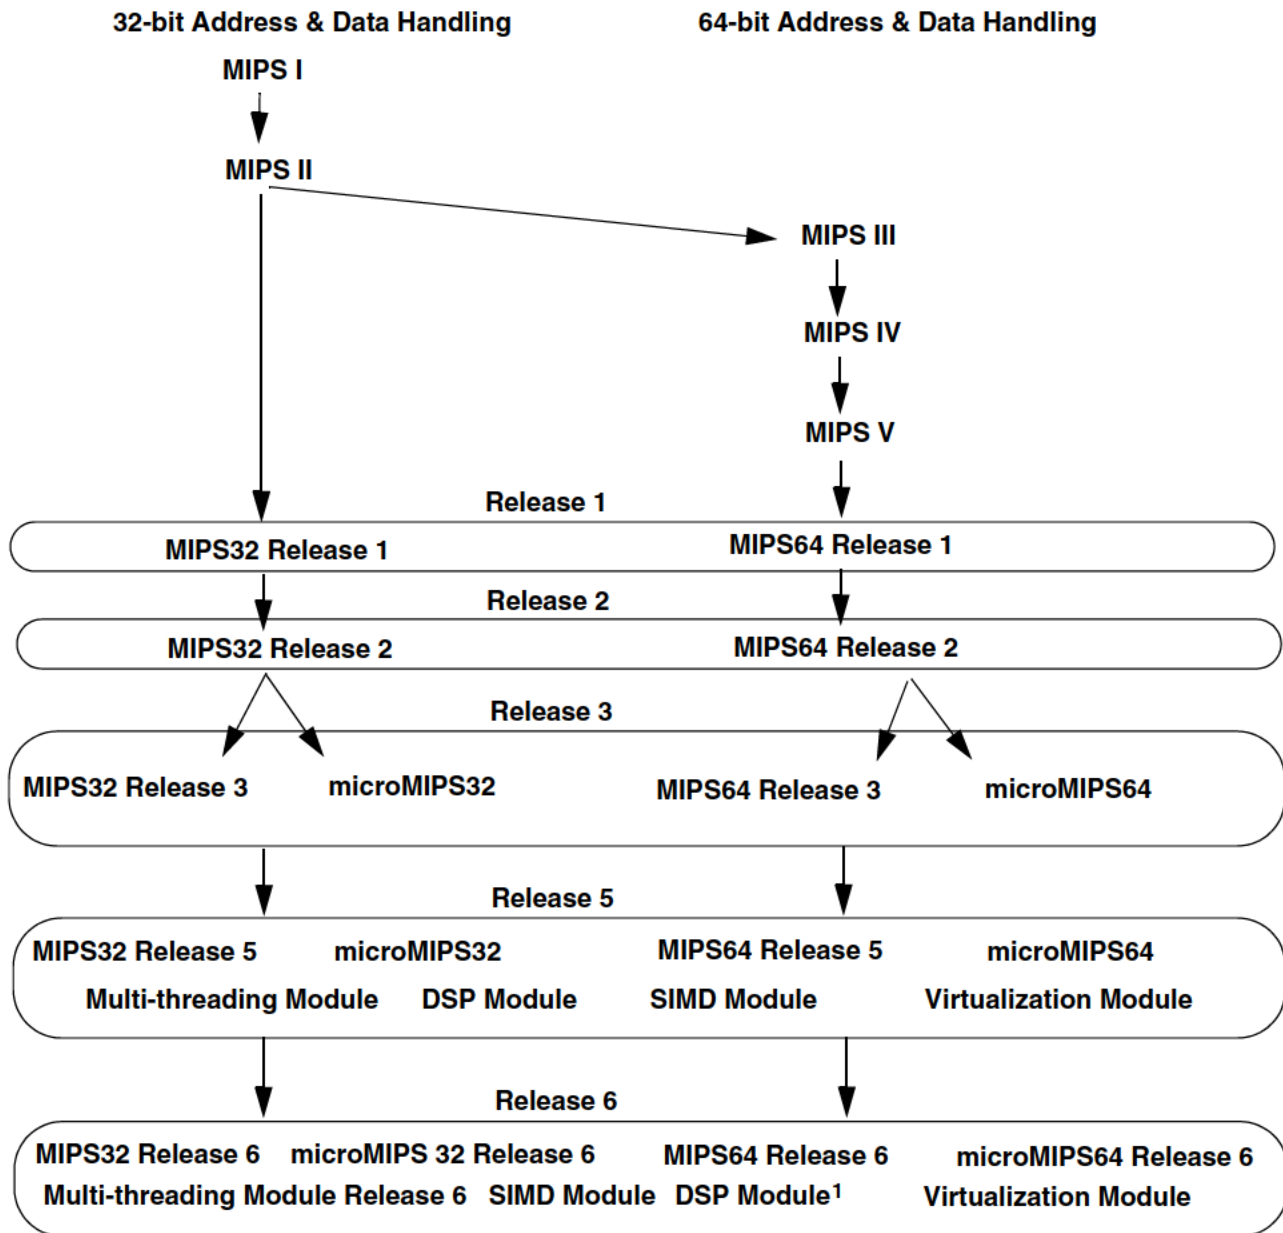 32-bit Address & Data Handling 64-bit Address & Data Handling
MIPS I
MIPS II
MIPS III
MIPS IV
MIPS V
Release 1
MIPS32 Release 1 MIPS64 Release 1
Release 2
MIPS32 Release 2 MIPS64 Release 2
Release 3
MIPS32 Release 3 microMIPS32 MIPS64 Release 3 microMIPS64
Release 5
MIPS32 Release 5 microMIPS32 MIPS64 Release 5 microMIPS64
Multi-threading Module DSP Module SIMD Module Virtualization Module
Release 6
MIPS32 Release 6 microMIPS 32 Release 6 MIPS64 Release 6 microMIPS64 Release 6
Multi-threading Module Release 6 SIMD Module DSP Module¹ Virtualization Module